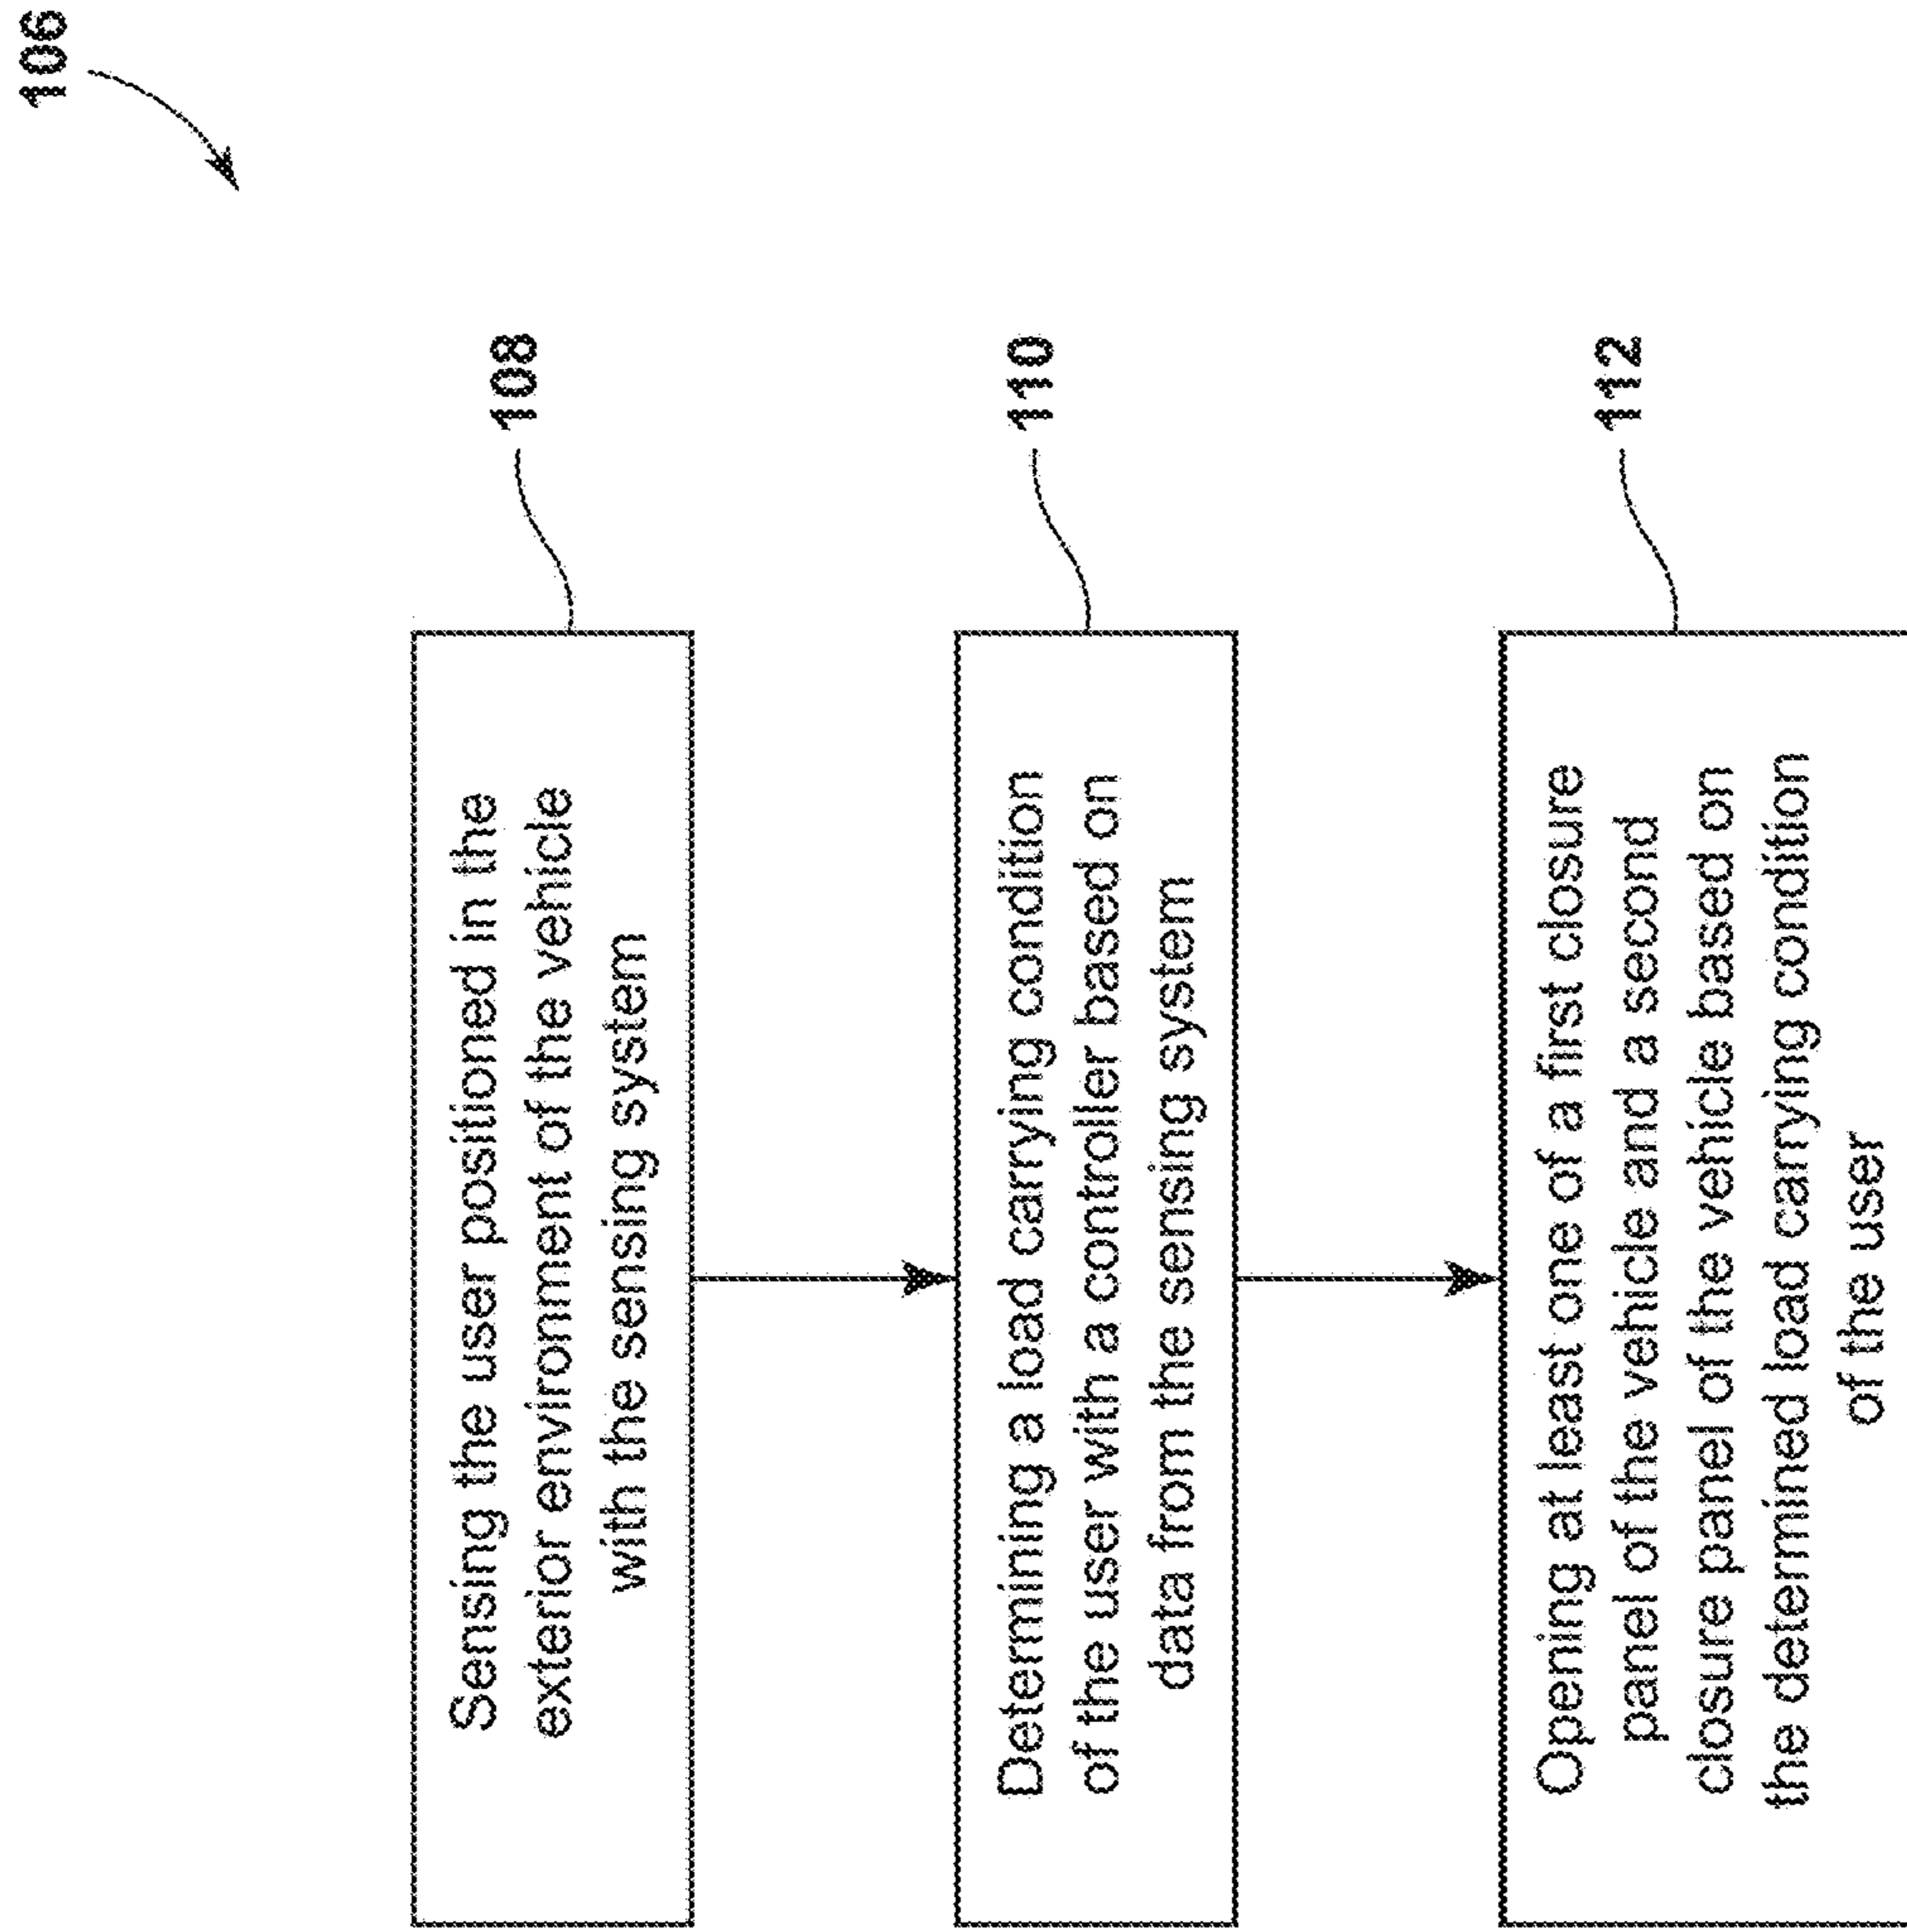 106
108
Sensing the user positioned in the
exterior environment of the vehicle
with the sensing system
110
Determining a load carrying condition
of the user with a controller based on
data from the sensing system
112
Opening at least one of a first closure
panel of the vehicle and a second
closure panel of the vehicle based on
the determined load carrying condition
of the user